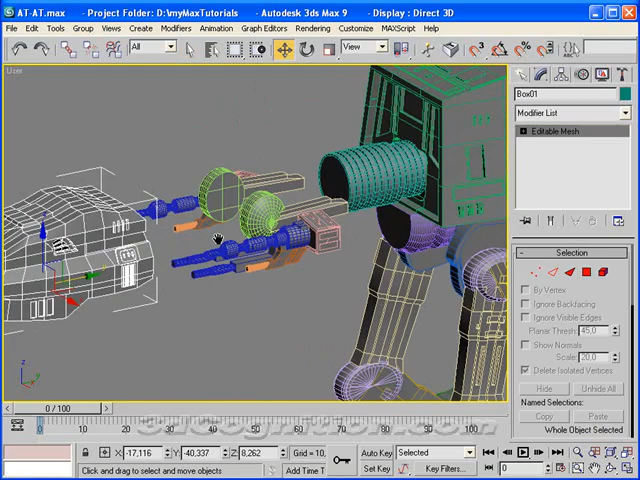 AT-AT.max - Project Folder: D:\myMaxTutorials - Autodesk 3ds Max 9 - Display : Direct 3D
File Edit Tools Group Views Create Modifiers Animation Graph Editors Rendering Customize MAXScript Help
All View
User
Box01
Modifier List
Editable Mesh
Selection
By Vertex
Ignore Backfacing
Ignore Visible Edges
Planar Thresh: 45,0
Show Normals
Scale: 20,0
Delete Isolated Vertices
Hide Unhide All
Named Selections:
Copy Paste
Whole Object Selected
z
0 / 100
0 10 20 30 40 50 60 70 80 90 100
X: -17,116 Y: -40,337 Z: 8,262 Grid = 10, Auto Key Selected
Click and drag to select and move objects Add Time T Set Key Key Filters... 0